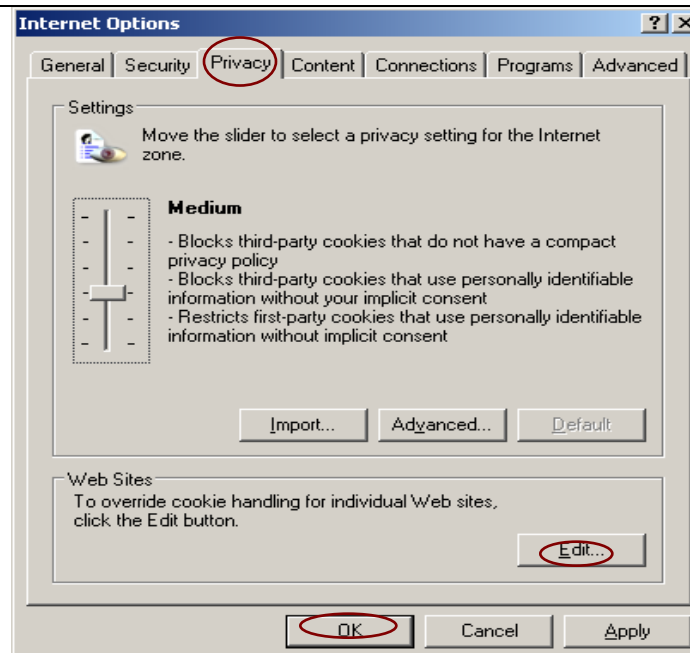 Internet Options
General Security Privacy Content Connections Programs Advanced
Settings
Move the slider to select a privacy setting for the Internet
zone.
Medium
- Blocks third-party cookies that do not have a compact
privacy policy
- Blocks third-party cookies that use personally identifiable
information without your implicit consent
- Restricts first-party cookies that use personally identifiable
information without implicit consent
Import... Advanced... Default
Web Sites
To override cookie handling for individual Web sites,
click the Edit button.
Edit...
OK Cancel Apply